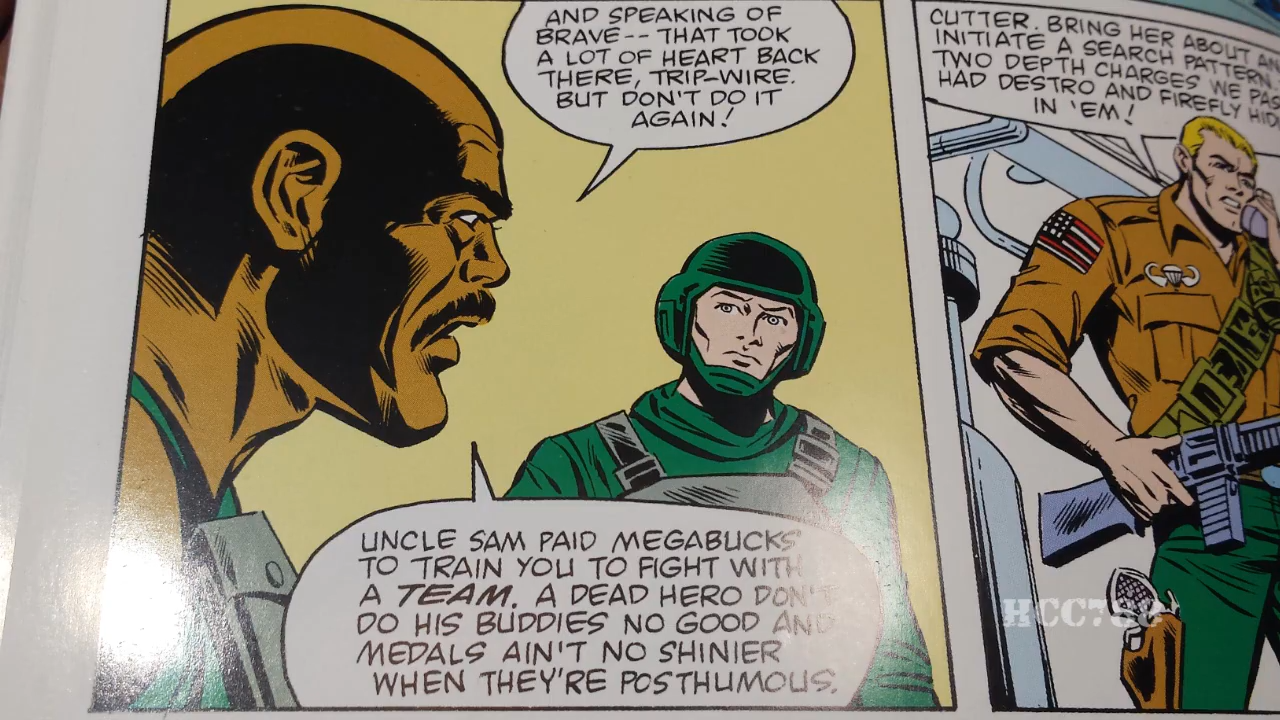 AND SPEAKING OF
BRAVE-- THAT TOOK
A LOT OF HEART BACK
THERE, TRIP-WIRE.
BUT DON'T DO IT
AGAIN!
UNCLE SAM PAID MEGABUCKS
TO TRAIN YOU TO FIGHT WITH
A TEAM. A DEAD HERO DON'T
DO HIS BUDDIES NO GOOD AND
MEDALS AIN'T NO SHINIER
WHEN THEY'RE POSTHUMOUS.
CUTTER. BRING HER ABOUT
INITIATE A SEARCH PATTERN.
TWO DEPTH CHARGES WE
HAD DESTRO AND FIREFLY
IN 'EM!
HCC788